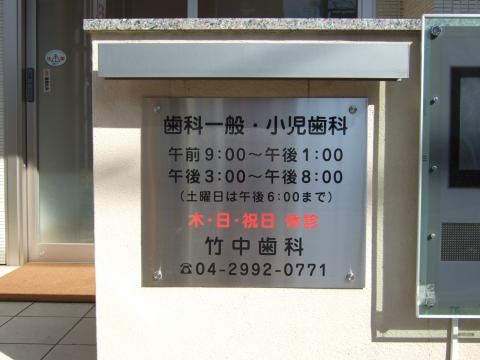 歯科一般・小児歯科
午前9:00～午後1:00
午後3:00～午後8:00
（土曜日は午後6:00まで）
木・日・祝日 休診
竹中歯科
☎04-2992-0771